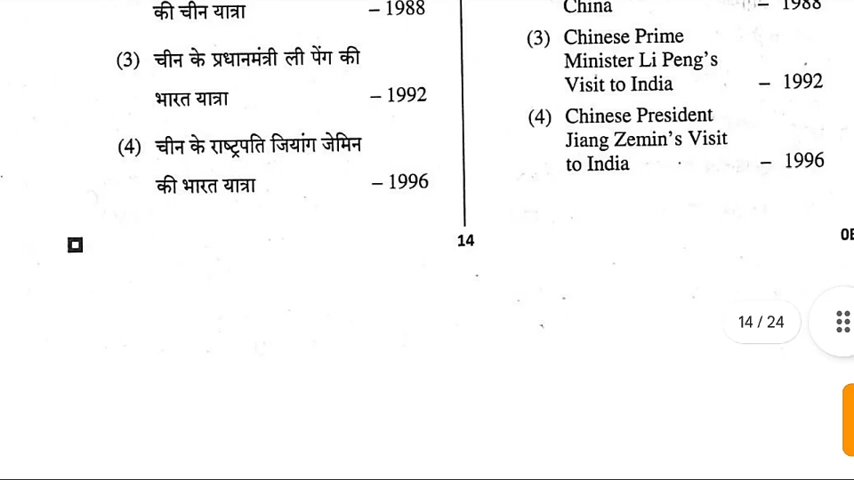 की चीन यात्रा – 1988
(3) चीन के प्रधानमंत्री ली पेंग की
भारत यात्रा – 1992
(4) चीन के राष्ट्रपति जियांग जेमिन
की भारत यात्रा – 1996
China – 1988
(3) Chinese Prime
Minister Li Peng's
Visit to India – 1992
(4) Chinese President
Jiang Zemin's Visit
to India – 1996
14
14 / 24